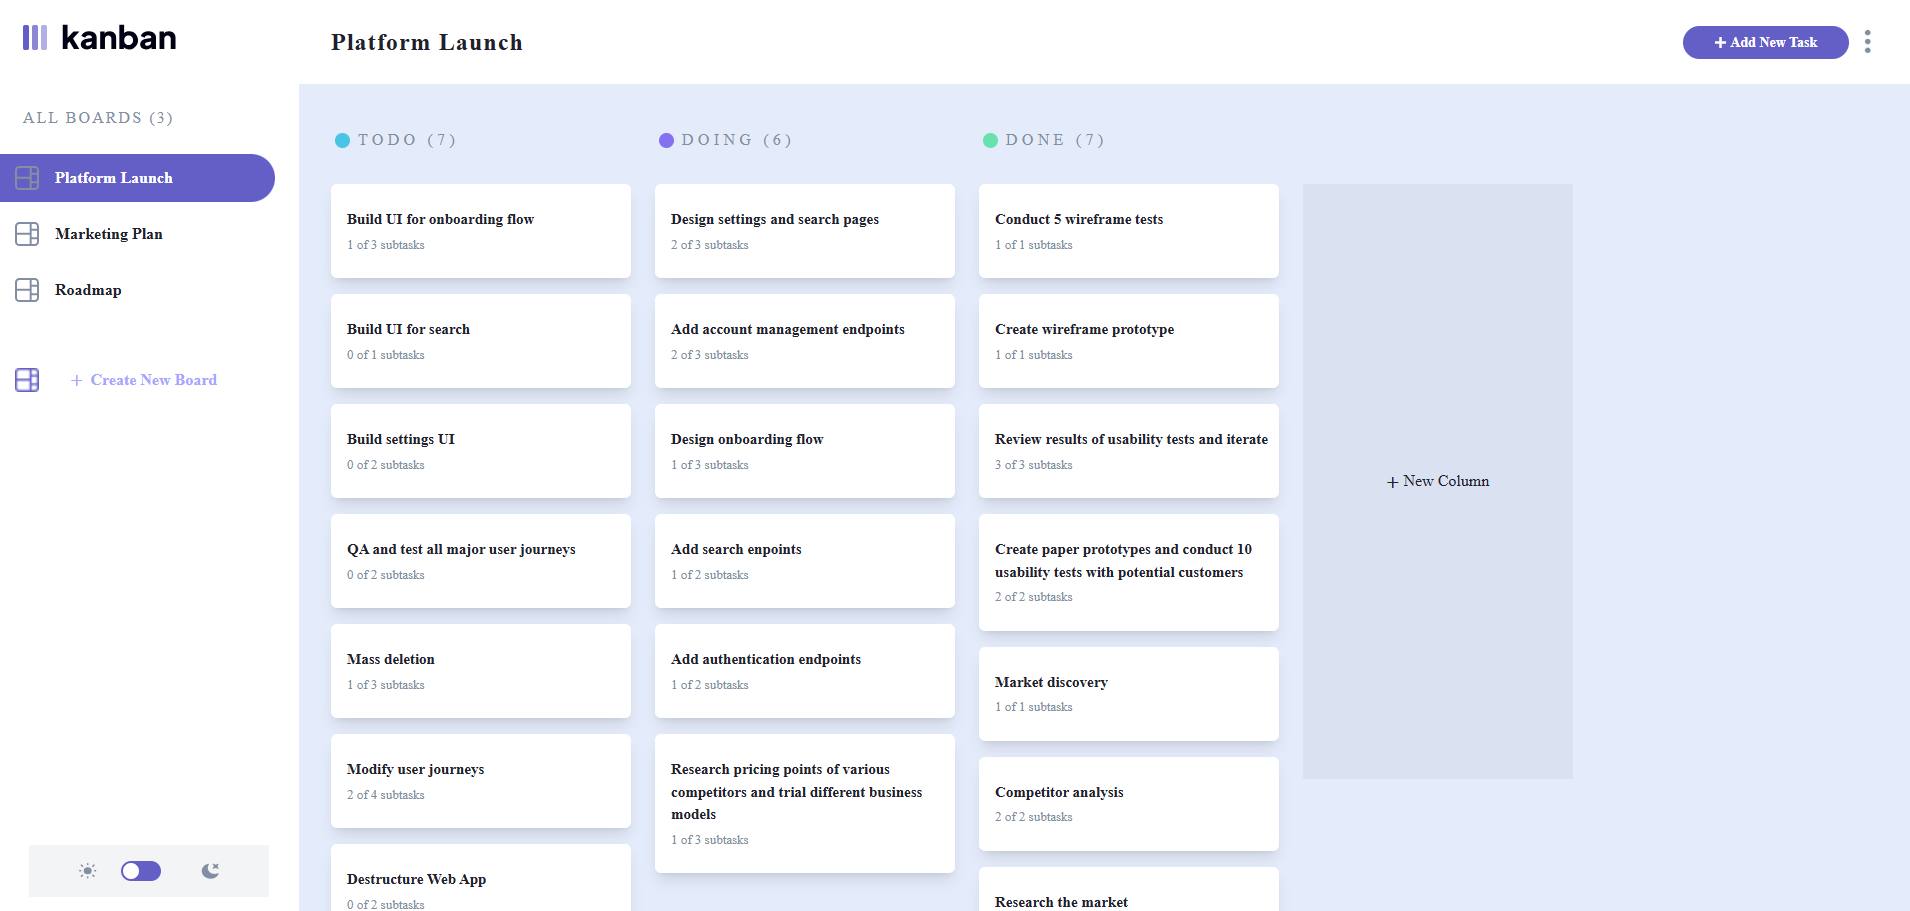 kanban
Platform Launch
+ Add New Task
ALL BOARDS (3)
Platform Launch
Marketing Plan
Roadmap
+ Create New Board
TODO (7)
Build UI for onboarding flow
1 of 3 subtasks
Build UI for search
0 of 1 subtasks
Build settings UI
0 of 2 subtasks
QA and test all major user journeys
0 of 2 subtasks
Mass deletion
1 of 3 subtasks
Modify user journeys
2 of 4 subtasks
Destructure Web App
0 of 2 subtasks
DOING (6)
Design settings and search pages
2 of 3 subtasks
Add account management endpoints
2 of 3 subtasks
Design onboarding flow
1 of 3 subtasks
Add search enpoints
1 of 2 subtasks
Add authentication endpoints
1 of 2 subtasks
Research pricing points of various
competitors and trial different business
models
1 of 3 subtasks
DONE (7)
Conduct 5 wireframe tests
1 of 1 subtasks
Create wireframe prototype
1 of 1 subtasks
Review results of usability tests and iterate
3 of 3 subtasks
Create paper prototypes and conduct 10
usability tests with potential customers
2 of 2 subtasks
Market discovery
1 of 1 subtasks
Competitor analysis
2 of 2 subtasks
Research the market
+ New Column